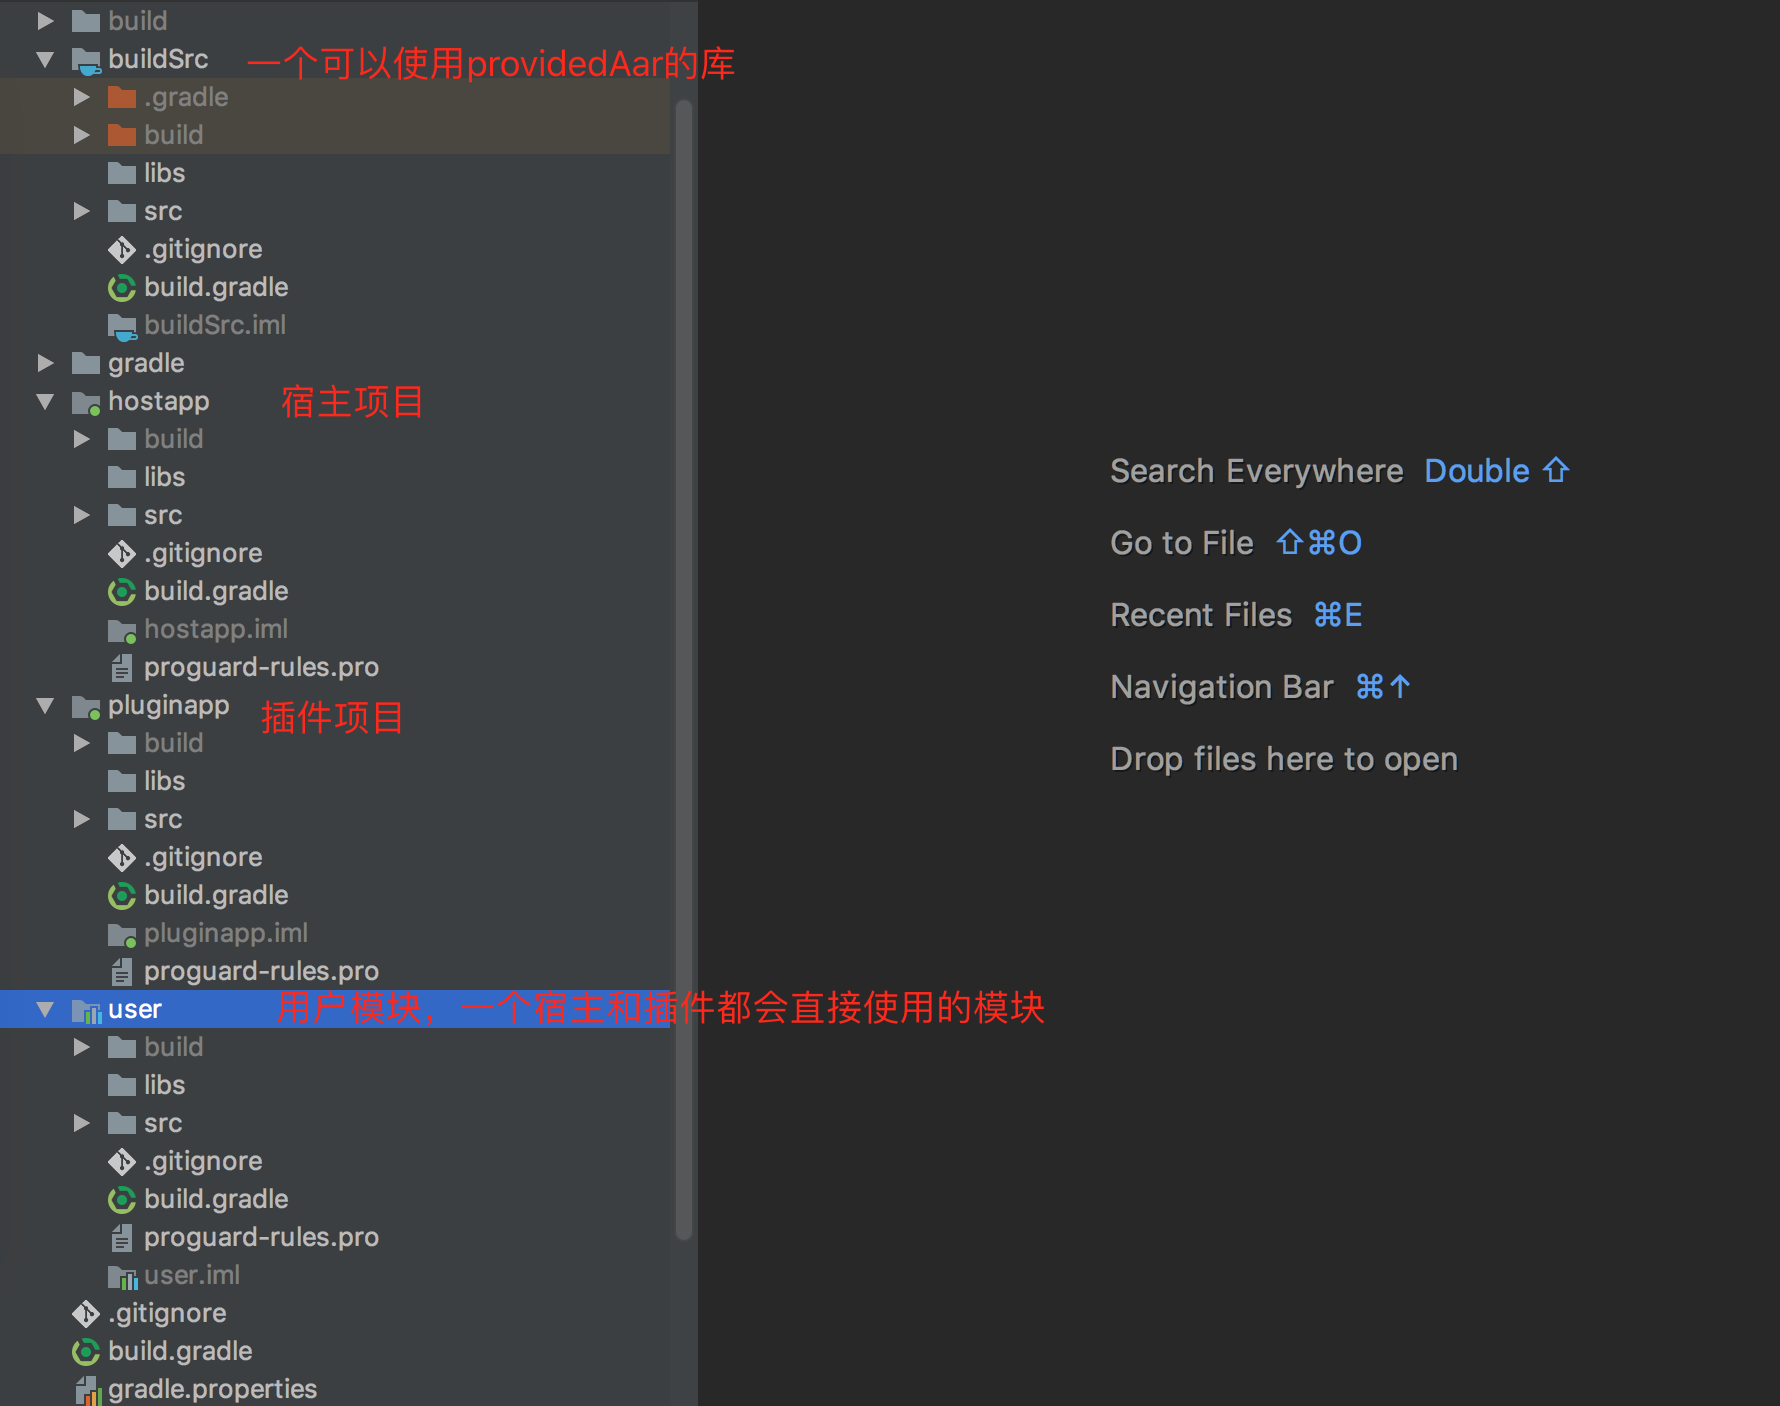 build
buildSrc 一个可以使用providedAar的库
.gradle
build
libs
src
.gitignore
build.gradle
buildSrc.iml
gradle
hostapp 宿主项目
build
libs
src
.gitignore
build.gradle
hostapp.iml
proguard-rules.pro
pluginapp 插件项目
build
libs
src
.gitignore
build.gradle
pluginapp.iml
proguard-rules.pro
user 用户模块，一个宿主和插件都会直接使用的模块
build
libs
src
.gitignore
build.gradle
proguard-rules.pro
user.iml
.gitignore
build.gradle
gradle.properties
Search Everywhere Double ⇧
Go to File ⇧⌘O
Recent Files ⌘E
Navigation Bar ⌘↑
Drop files here to open